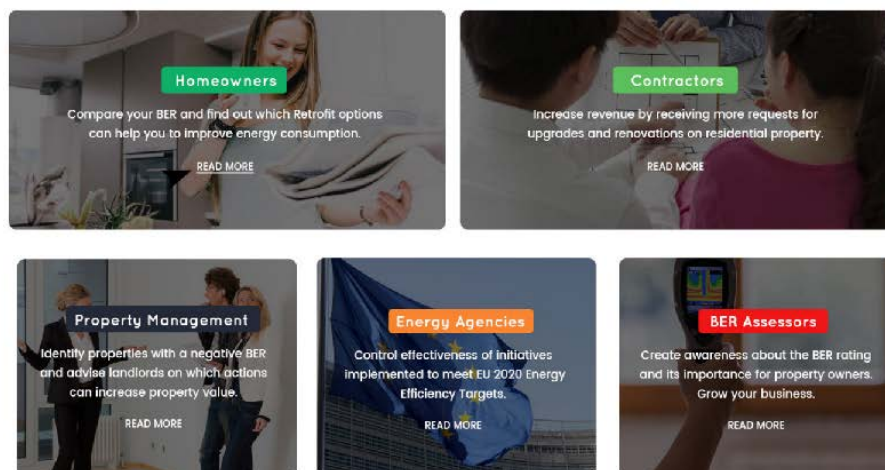 Homeowners
Compare your BER and find out which Retrofit options
can help you to improve energy consumption.
READ MORE
Contractors
Increase revenue by receiving more requests for
upgrades and renovations on residential property.
READ MORE
Property Management
Identify properties with a negative BER
and advise landlords on which actions
can increase property value.
READ MORE
Energy Agencies
Control effectiveness of initiatives
implemented to meet EU 2020 Energy
Efficiency Targets.
READ MORE
BER Assessors
Create awareness about the BER rating
and its importance for property owners.
Grow your business.
READ MORE